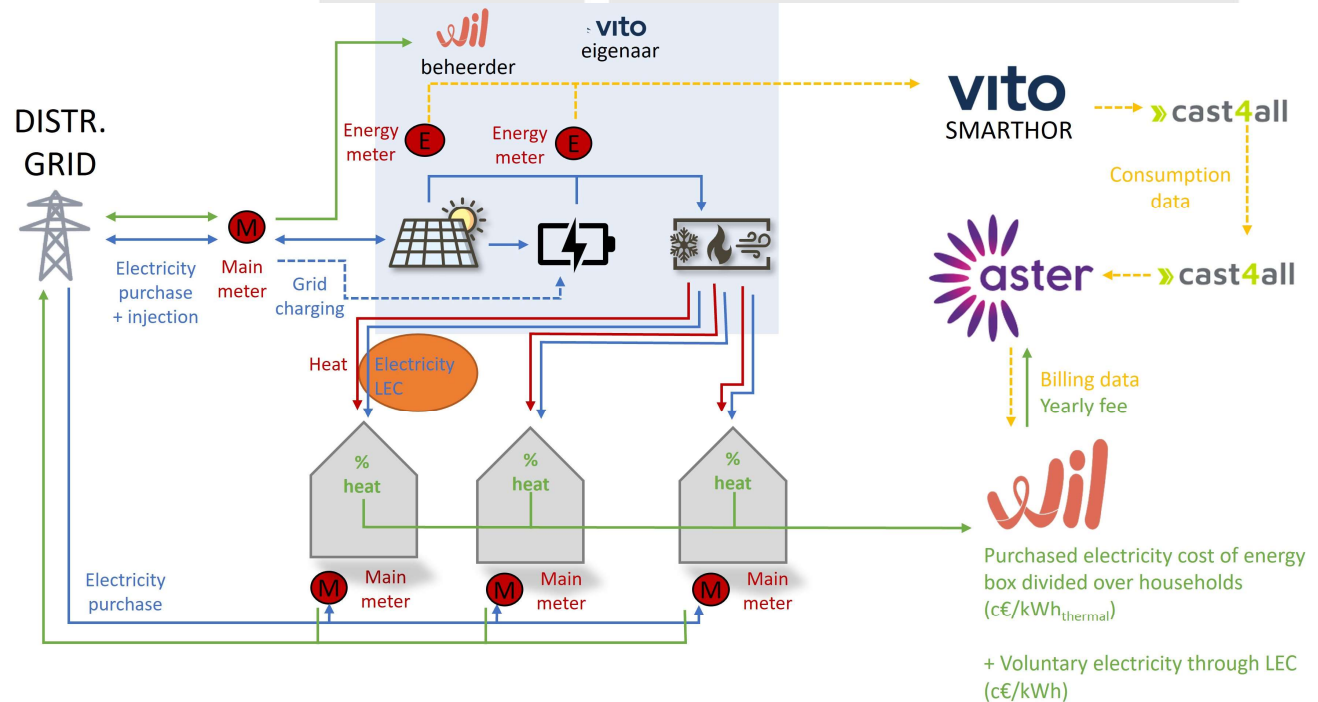 wil
vito
beheerder
eigenaar
DISTR.
GRID
Energy
meter
E
Energy
meter
E
vito
SMARTHOR
cast4all
Consumption
data
M
Electricity
purchase
+ injection
Main
meter
Grid
charging
aster
cast4all
Heat
Electricity
LEC
Billing data
Yearly fee
%
heat
%
heat
%
heat
wil
Purchased electricity cost of energy
box divided over households
(c€/kWhthermal)
+ Voluntary electricity through LEC
(c€/kWh)
Electricity
purchase
M
Main
meter
M
Main
meter
M
Main
meter